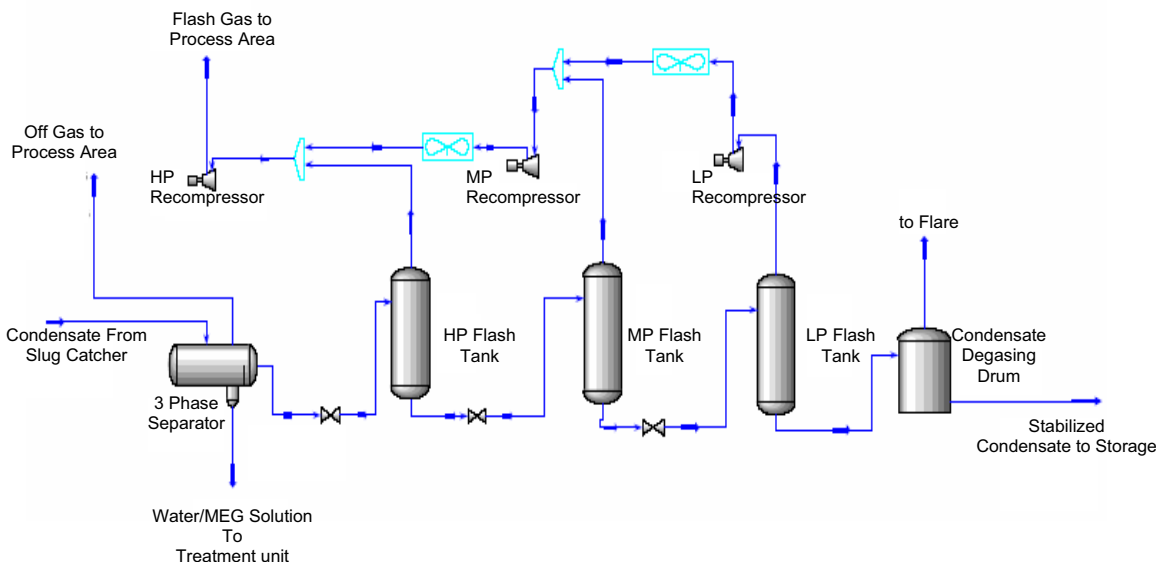 Flash Gas to
Process Area
Off Gas to
Process Area
HP
Recompressor
MP
Recompressor
LP
Recompressor
to Flare
Condensate From
Slug Catcher
HP Flash
Tank
MP Flash
Tank
LP Flash
Tank
Condensate
Degasing
Drum
3 Phase
Separator
Stabilized
Condensate to Storage
Water/MEG Solution
To
Treatment unit